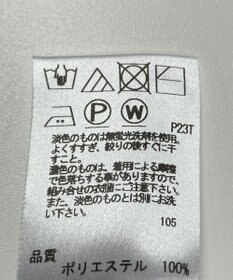 P W P23T
淡色のものは無蛍光洗剤を使用。
よくすすぎ、絞りの後すぐに干
すこと。
濃色のものは、着用による摩擦
で色落ちする事がありますので、
組み合せの衣類にご注意下さい。
また、淡色のものとは別にお洗
い下さい。
105
品質
ポリエステル 100%